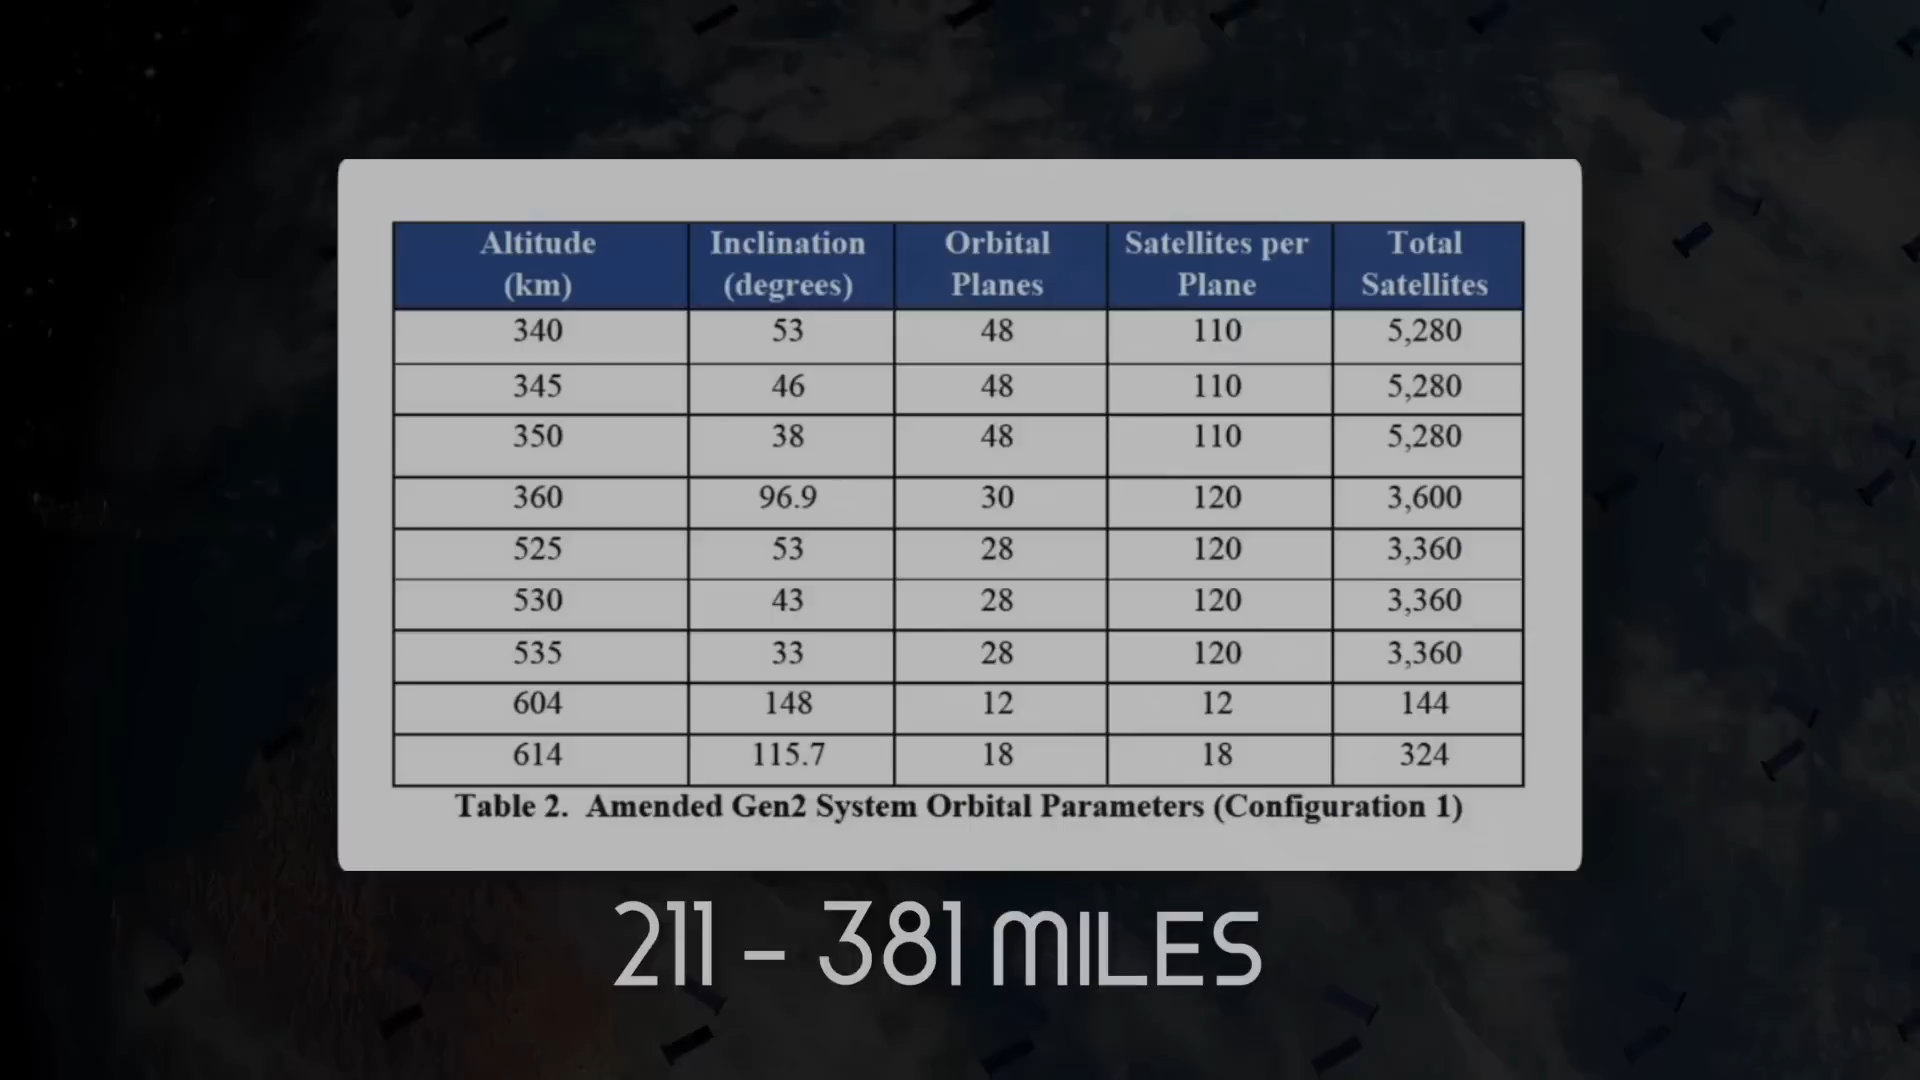 Altitude (km) Inclination (degrees) Orbital Planes Satellites per Plane Total Satellites
340 53 48 110 5,280
345 46 48 110 5,280
350 38 48 110 5,280
360 96.9 30 120 3,600
525 53 28 120 3,360
530 43 28 120 3,360
535 33 28 120 3,360
604 148 12 12 144
614 115.7 18 18 324
Table 2. Amended Gen2 System Orbital Parameters (Configuration 1)
211 – 381 MILES